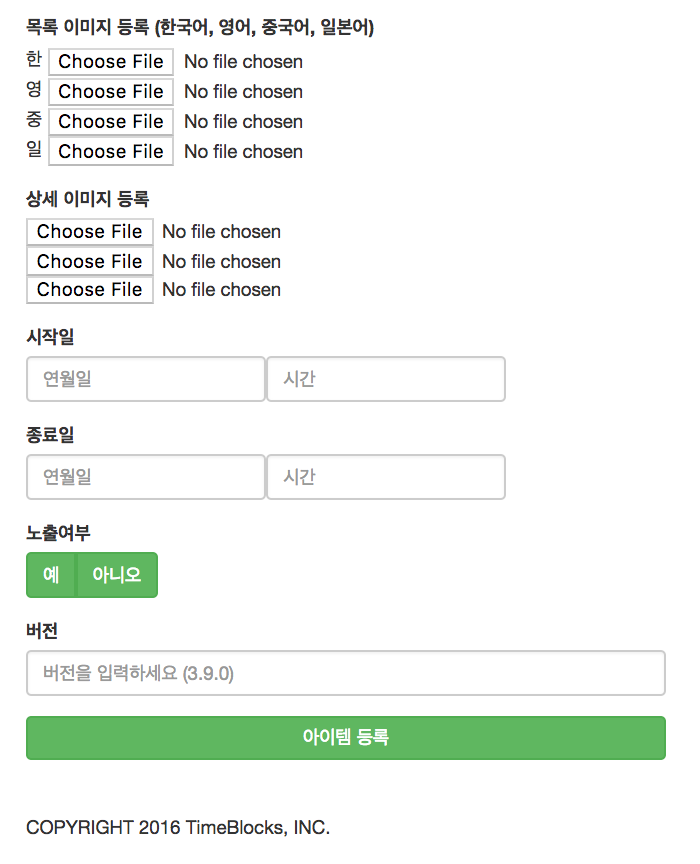 목록 이미지 등록 (한국어, 영어, 중국어, 일본어)
한 Choose File No file chosen
영 Choose File No file chosen
중 Choose File No file chosen
일 Choose File No file chosen
상세 이미지 등록
Choose File No file chosen
Choose File No file chosen
Choose File No file chosen
시작일
연월일 시간
종료일
연월일 시간
노출여부
예 아니오
버전
버전을 입력하세요 (3.9.0)
아이템 등록
COPYRIGHT 2016 TimeBlocks, INC.